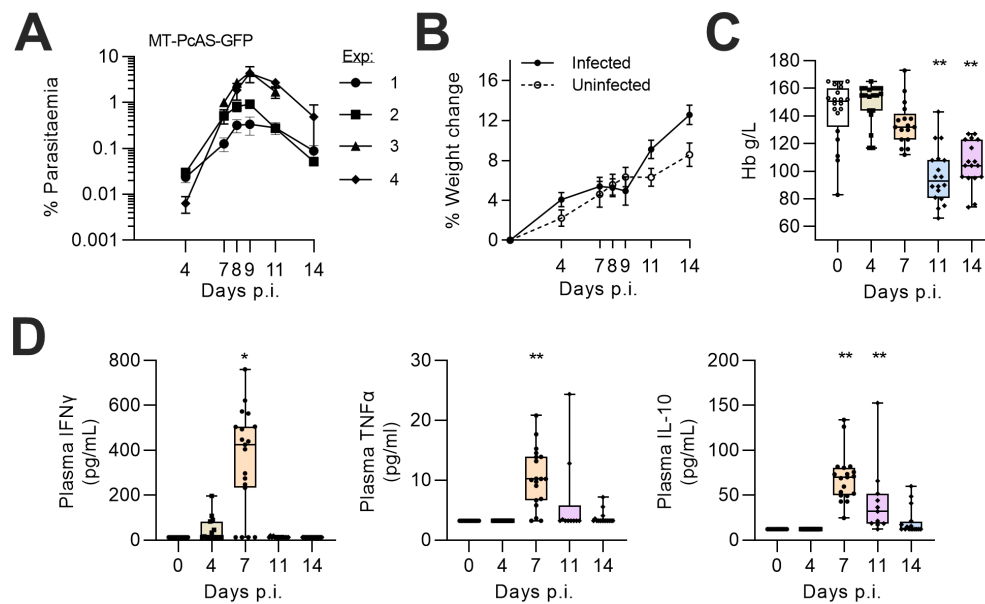 A
MT-PcAS-GFP
Exp:
10
1
0.1
0.01
0.001
% Parasitaemia
4 7 8 9 11 14
Days p.i.
1
2
3
4
B
Infected
Uninfected
16
12
8
4
0
% Weight change
4 7 8 9 11 14
Days p.i.
C
180
160
140
120
100
80
60
Hb g/L
** **
0 4 7 11 14
Days p.i.
D
800
600
400
200
0
Plasma IFNγ
(pg/mL)
*
0 4 7 11 14
Days p.i.
30
20
10
0
Plasma TNFα
(pg/ml)
**
0 4 7 11 14
Days p.i.
200
150
100
50
0
Plasma IL-10
(pg/mL)
** **
0 4 7 11 14
Days p.i.